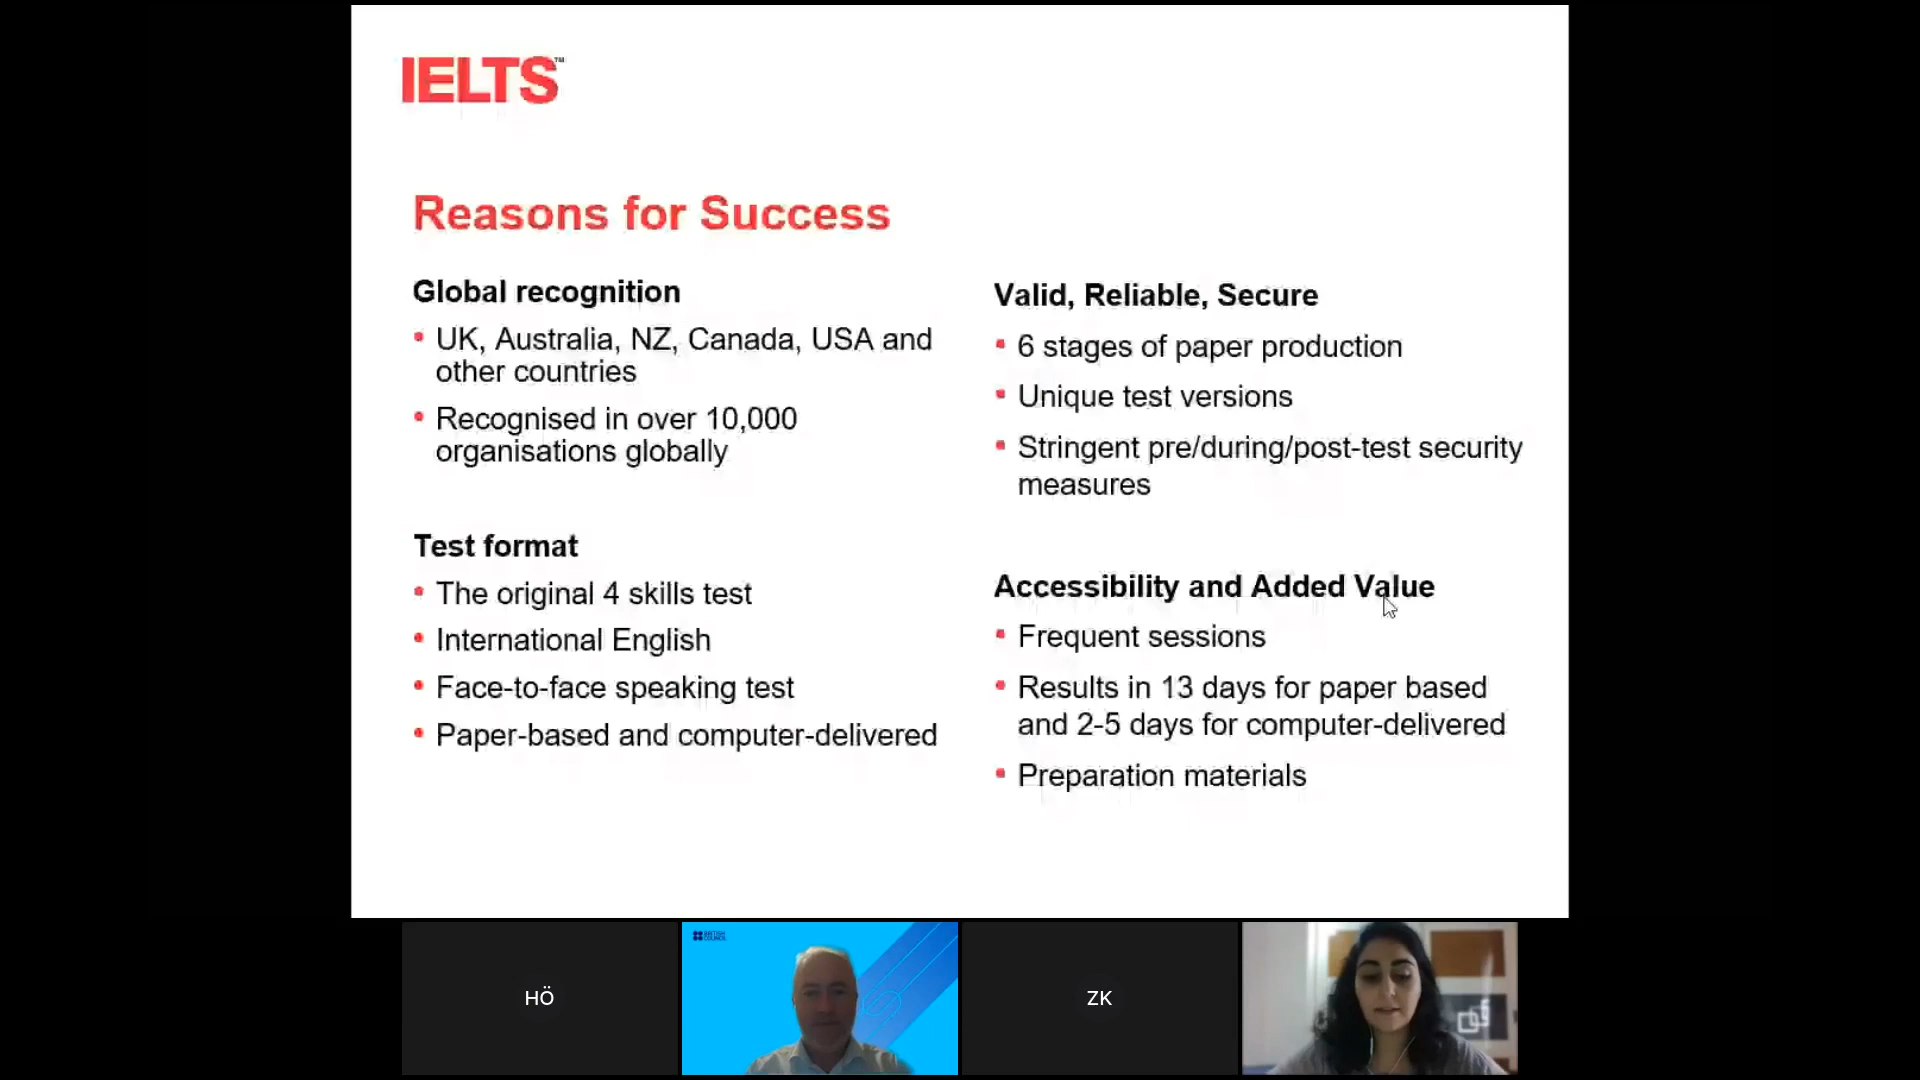 IELTS™
Reasons for Success
Global recognition
• UK, Australia, NZ, Canada, USA and
other countries
• Recognised in over 10,000
organisations globally
Test format
• The original 4 skills test
• International English
• Face-to-face speaking test
• Paper-based and computer-delivered
Valid, Reliable, Secure
▪ 6 stages of paper production
▪ Unique test versions
▪ Stringent pre/during/post-test security
measures
Accessibility and Added Value
▪ Frequent sessions
• Results in 13 days for paper based
and 2-5 days for computer-delivered
▪ Preparation materials
HÖ
BRITISH
COUNCIL
ZK